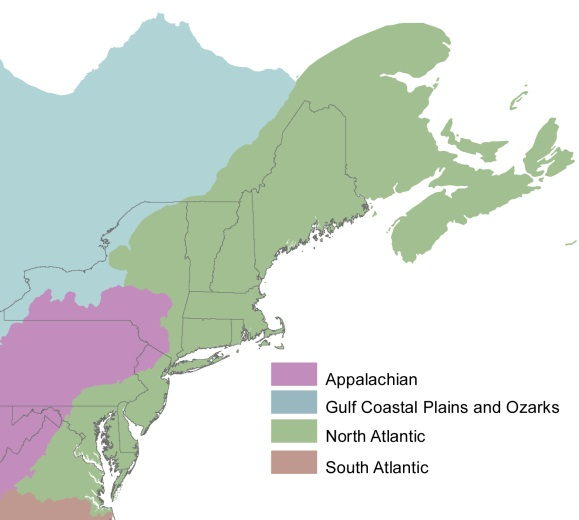 Appalachian
Gulf Coastal Plains and Ozarks
North Atlantic
South Atlantic